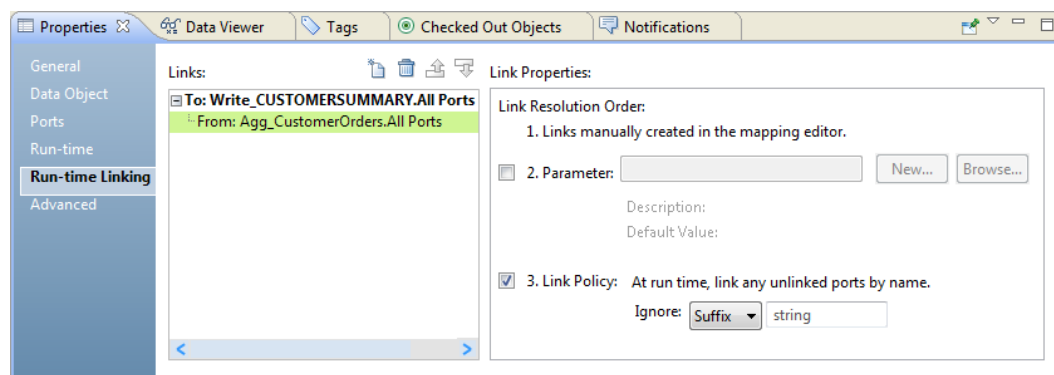 Properties Data Viewer Tags Checked Out Objects Notifications
General
Data Object
Ports
Run-time
Run-time Linking
Advanced
Links:
To: Write_CUSTOMERSUMMARY.All Ports
From: Agg_CustomerOrders.All Ports
Link Properties:
Link Resolution Order:
1. Links manually created in the mapping editor.
2. Parameter: New... Browse...
Description:
Default Value:
3. Link Policy: At run time, link any unlinked ports by name.
Ignore: Suffix string